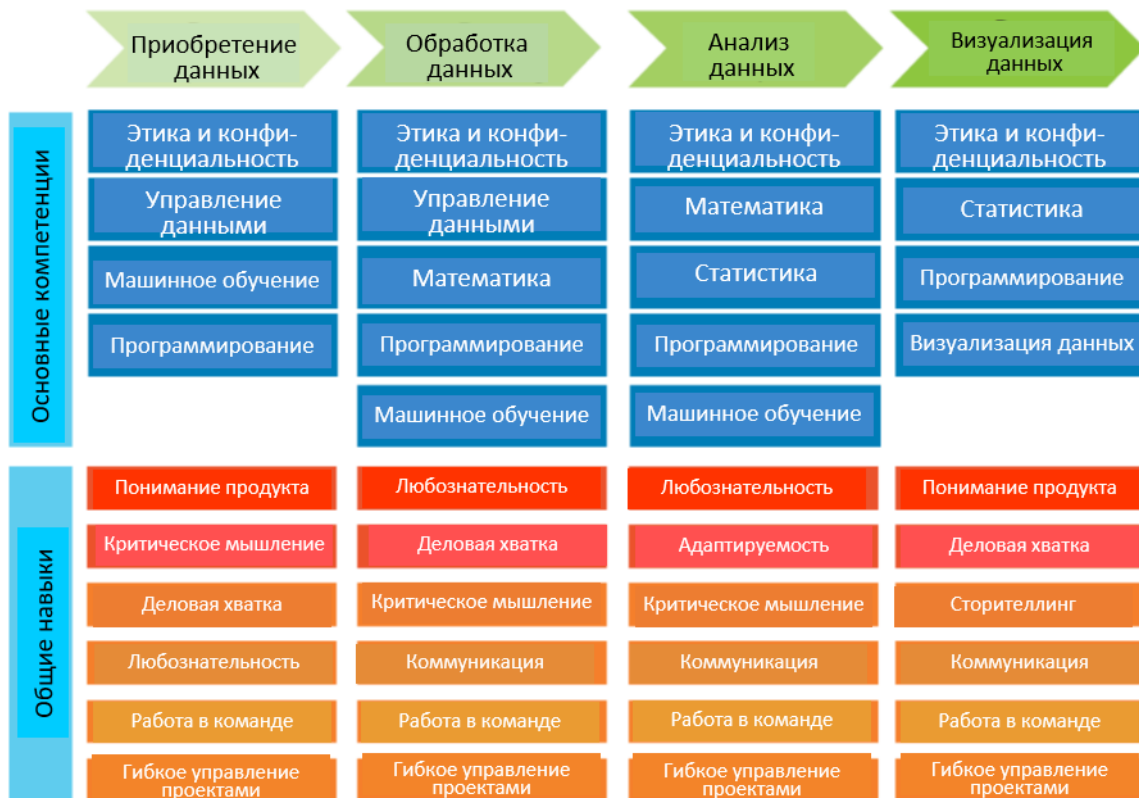 Приобретение
данных
Обработка
данных
Анализ
данных
Визуализация
данных
Основные компетенции
Этика и конфи-
денциальность
Этика и конфи-
денциальность
Этика и конфи-
денциальность
Этика и конфи-
денциальность
Управление
данными
Управление
данными
Математика
Статистика
Машинное обучение
Математика
Статистика
Программирование
Программирование
Программирование
Программирование
Визуализация данных
Машинное обучение
Машинное обучение
Общие навыки
Понимание продукта
Любознательность
Любознательность
Понимание продукта
Критическое мышление
Деловая хватка
Адаптируемость
Деловая хватка
Деловая хватка
Критическое мышление
Критическое мышление
Сторителлинг
Любознательность
Коммуникация
Коммуникация
Коммуникация
Работа в команде
Работа в команде
Работа в команде
Работа в команде
Гибкое управление
проектами
Гибкое управление
проектами
Гибкое управление
проектами
Гибкое управление
проектами